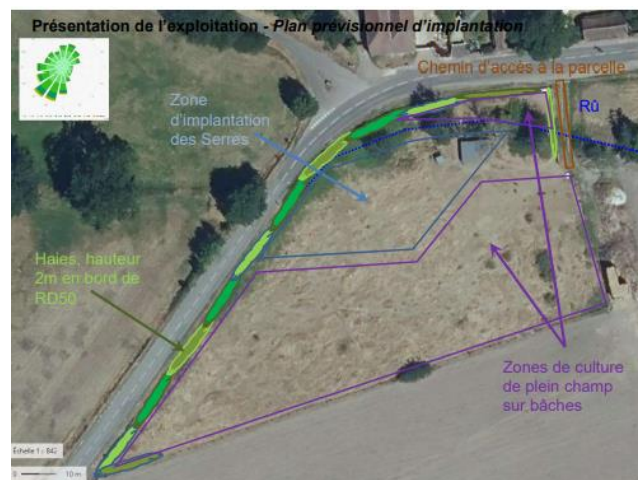 Présentation de l'exploitation - Plan prévisionnel d'implantation
Chemin d'accès à la parcelle
Zone
d'implantation
des Serres
Rû
Haies, hauteur
2m en bord de
RD50
Zones de culture
de plein champ
sur bâches
Échelle 1 : 842
0 10 m